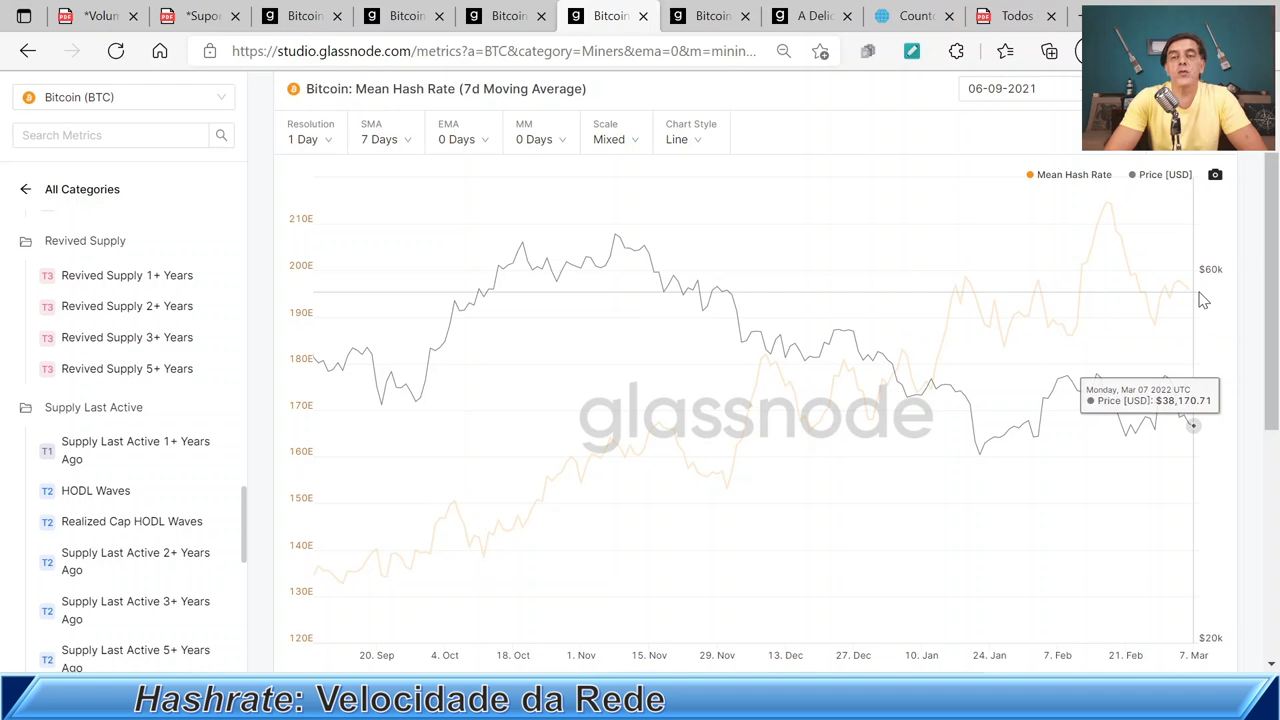 *Volun
*Supo
Bitcoin
Bitcoin
Bitcoin
Bitcoin
Bitcoin
A Delic
Counto
Todos
https://studio.glassnode.com/metrics?a=BTC&category=Miners&ema=0&m=minin...
Bitcoin (BTC)
Search Metrics
All Categories
Revived Supply
T3 Revived Supply 1+ Years
T3 Revived Supply 2+ Years
T3 Revived Supply 3+ Years
T3 Revived Supply 5+ Years
Supply Last Active
T1 Supply Last Active 1+ Years
Ago
T2 HODL Waves
T2 Realized Cap HODL Waves
T2 Supply Last Active 2+ Years
Ago
T2 Supply Last Active 3+ Years
Ago
T2 Supply Last Active 5+ Years
Ago
Bitcoin: Mean Hash Rate (7d Moving Average)
06-09-2021
Resolution
1 Day
SMA
7 Days
EMA
0 Days
MM
0 Days
Scale
Mixed
Chart Style
Line
Mean Hash Rate
Price [USD]
210E
200E
190E
180E
170E
160E
150E
140E
130E
120E
$60k
$20k
glassnode
Monday, Mar 07 2022 UTC
Price [USD]: $38,170.71
20. Sep
4. Oct
18. Oct
1. Nov
15. Nov
29. Nov
13. Dec
27. Dec
10. Jan
24. Jan
7. Feb
21. Feb
7. Mar
Hashrate: Velocidade da Rede